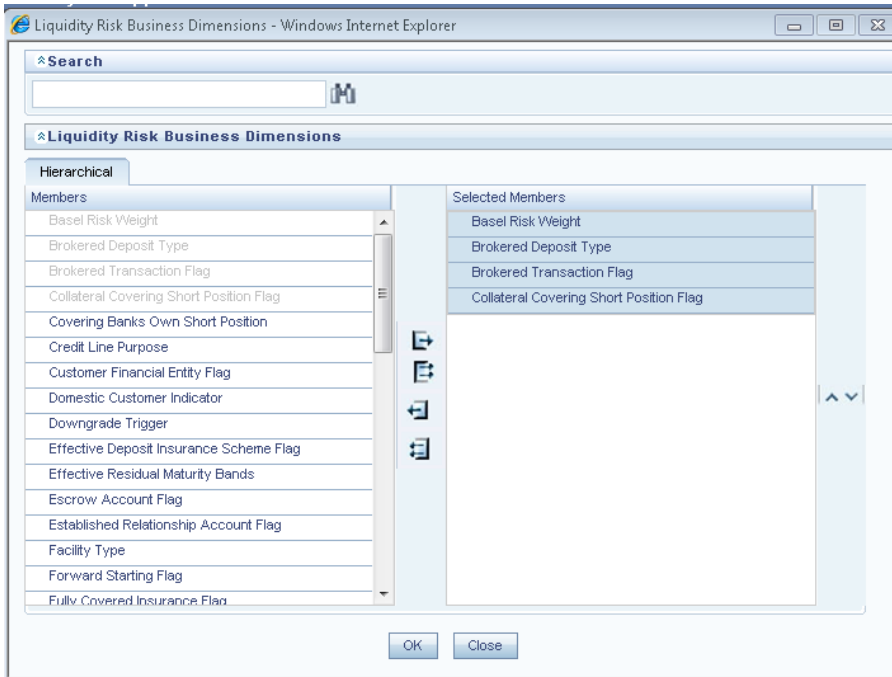 Liquidity Risk Business Dimensions - Windows Internet Explorer
Search
Liquidity Risk Business Dimensions
Hierarchical
Members
Basel Risk Weight
Brokered Deposit Type
Brokered Transaction Flag
Collateral Covering Short Position Flag
Covering Banks Own Short Position
Credit Line Purpose
Customer Financial Entity Flag
Domestic Customer Indicator
Downgrade Trigger
Effective Deposit Insurance Scheme Flag
Effective Residual Maturity Bands
Escrow Account Flag
Established Relationship Account Flag
Facility Type
Forward Starting Flag
Fully Covered Insurance Flag
Selected Members
Basel Risk Weight
Brokered Deposit Type
Brokered Transaction Flag
Collateral Covering Short Position Flag
OK
Close